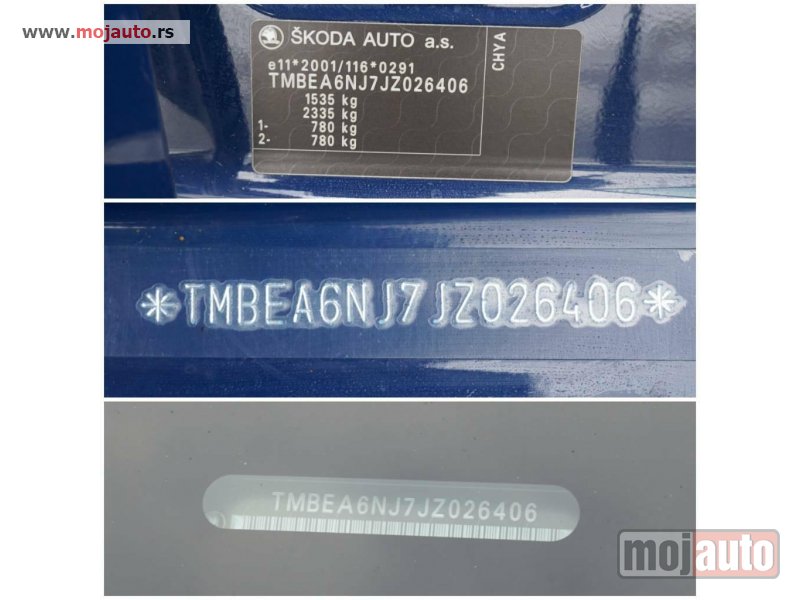 www.mojauto.rs
ŠKODA AUTO a.s.
CHYA
e11*2001/116*0291
TMBEA6NJ7JZ026406
1535 kg
2335 kg
1- 780 kg
2- 780 kg
*TMBEA6NJ7JZ026406*
TMBEA6NJ7JZ026406
mojauto